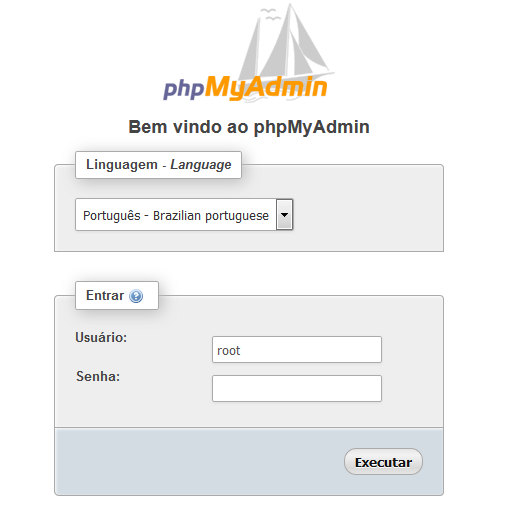 phpMyAdmin
Bem vindo ao phpMyAdmin
Linguagem - Language
Português - Brazilian portuguese
Entrar
Usuário:
root
Senha:
Executar